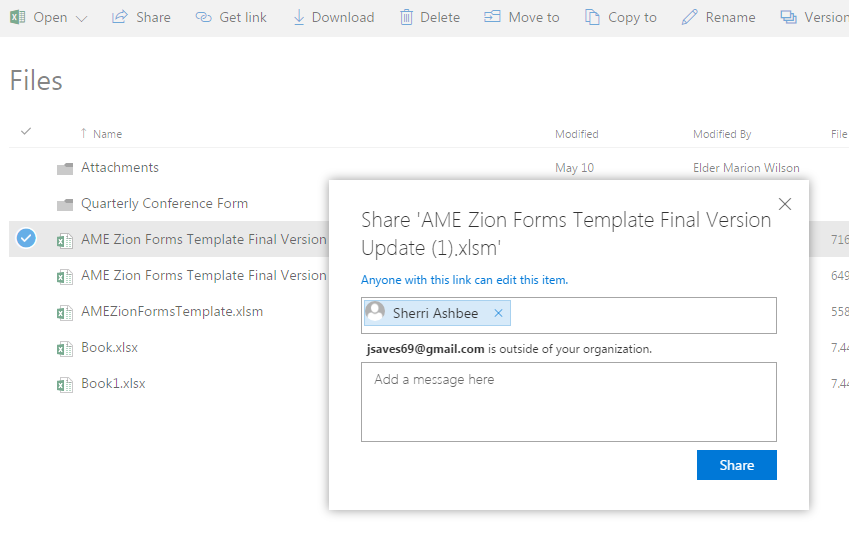 Open Share Get link Download Delete Move to Copy to Rename Version
Files
Name Modified Modified By File
Attachments May 10 Elder Marion Wilson
Quarterly Conference Form
AME Zion Forms Template Final Version 716
AME Zion Forms Template Final Version 649
AMEZionFormsTemplate.xlsm 558
Book.xlsx 7.44
Book1.xlsx 7.44
Share 'AME Zion Forms Template Final Version
Update (1).xlsm'
Anyone with this link can edit this item.
Sherri Ashbee
jsaves69@gmail.com is outside of your organization.
Add a message here
Share